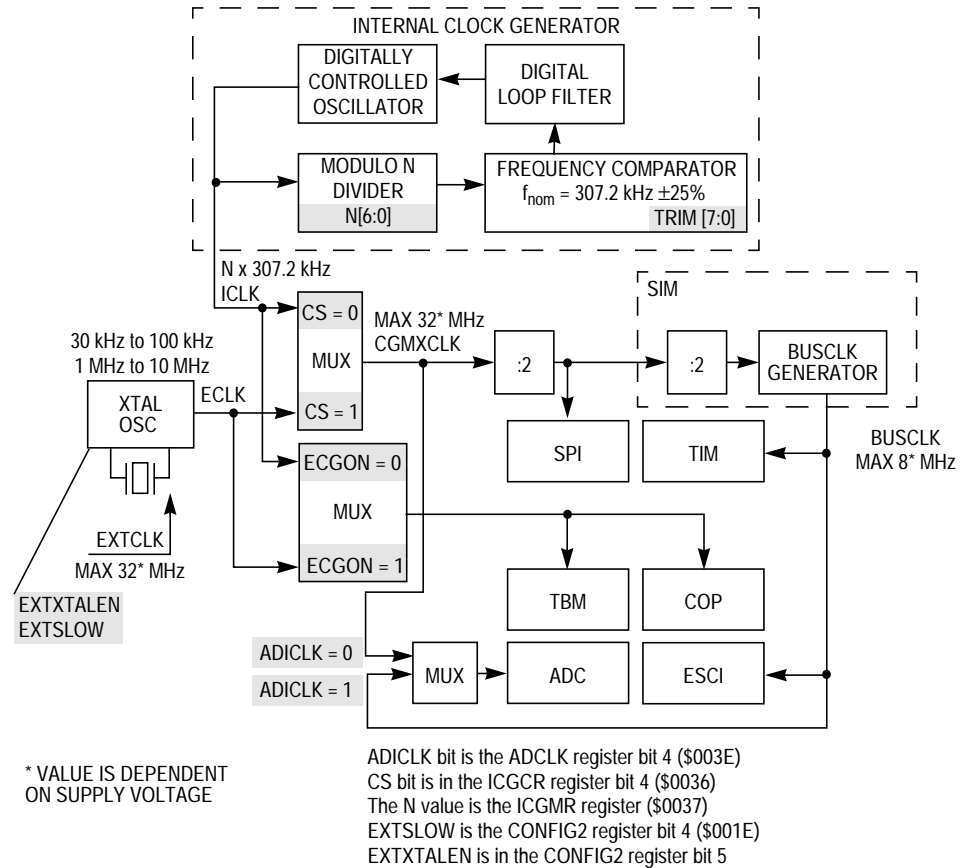 INTERNAL CLOCK GENERATOR
DIGITALLY
CONTROLLED
OSCILLATOR
DIGITAL
LOOP FILTER
MODULO N
DIVIDER
N[6:0]
FREQUENCY COMPARATOR
fnom = 307.2 kHz ±25%
TRIM [7:0]
N x 307.2 kHz
ICLK
CS = 0
MUX
CS = 1
MAX 32* MHz
CGMXCLK
:2
SIM
:2
BUSCLK
GENERATOR
30 kHz to 100 kHz
1 MHz to 10 MHz
XTAL
OSC
ECLK
SPI
TIM
BUSCLK
MAX 8* MHz
ECGON = 0
MUX
ECGON = 1
EXTCLK
MAX 32* MHz
EXTXTALEN
EXTSLOW
TBM
COP
ADICLK = 0
ADICLK = 1
MUX
ADC
ESCI
* VALUE IS DEPENDENT
ON SUPPLY VOLTAGE
ADICLK bit is the ADCLK register bit 4 ($003E)
CS bit is in the ICGCR register bit 4 ($0036)
The N value is the ICGMR register ($0037)
EXTSLOW is the CONFIG2 register bit 4 ($001E)
EXTXTALEN is in the CONFIG2 register bit 5